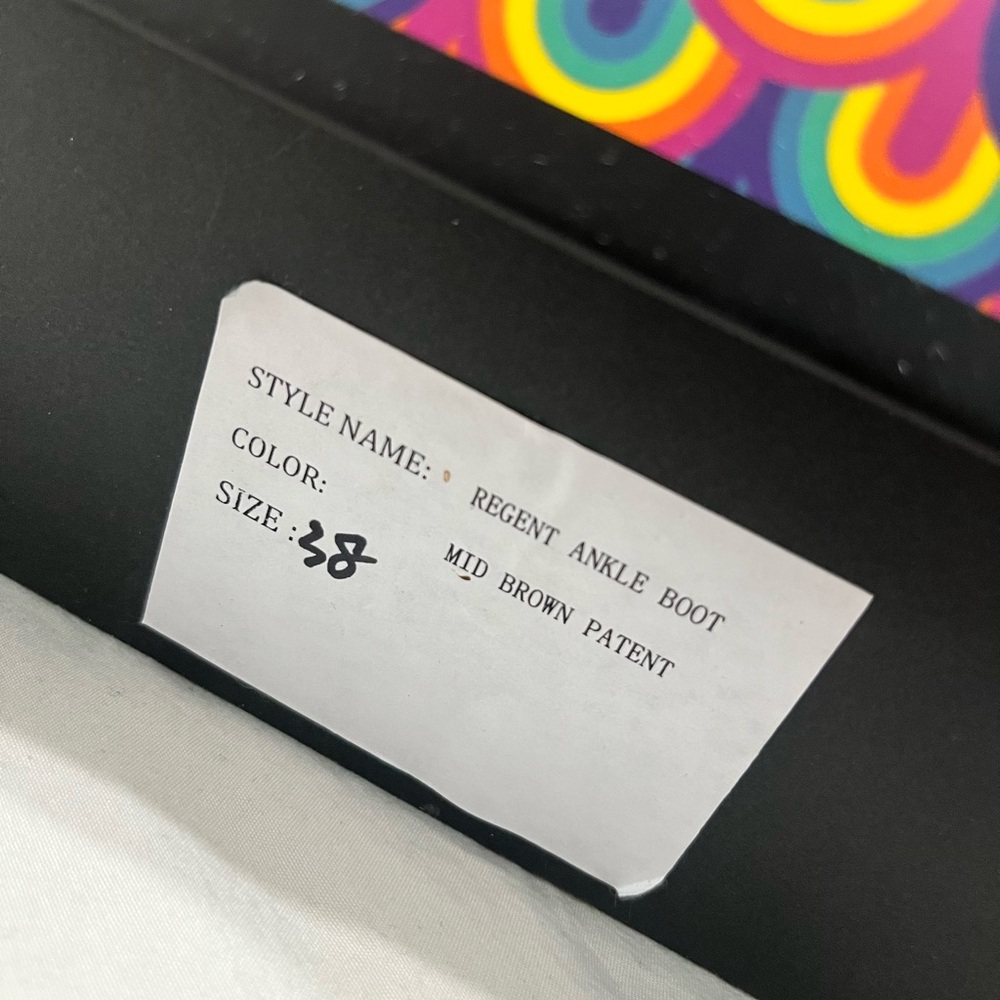 STYLE NAME: REGENT ANKLE BOOT
COLOR: MID BROWN PATENT
SIZE : 38